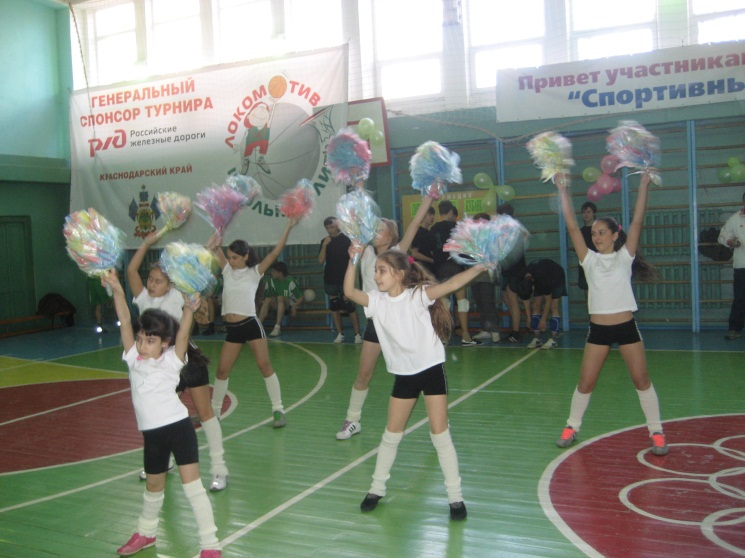 ГЕНЕРАЛЬНЫЙ
СПОНСОР ТУРНИРА
РЖД Российские
железные дороги
КРАСНОДАРСКИЙ КРАЙ
ЛОКОМОТИВ
Привет участникам
"Спортивны